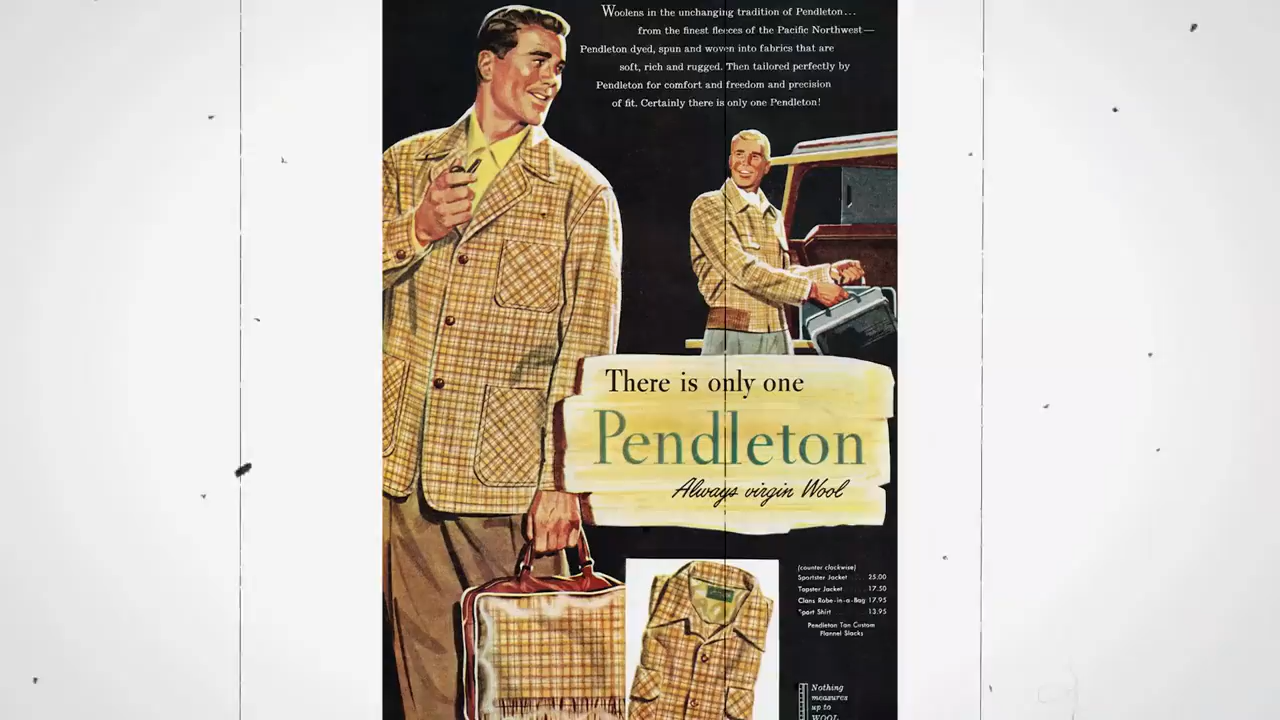 Woolens in the unchanging tradition of Pendleton...
from the finest fleeces of the Pacific Northwest—
Pendleton dyed, spun and woven into fabrics that are
soft, rich and rugged. Then tailored perfectly by
Pendleton for comfort and freedom and precision
of fit. Certainly there is only one Pendleton!
There is only one
Pendleton
Always virgin Wool
(counter clockwise)
Sportster Jacket 25.00
Topster Jacket 17.50
Clans Robe-in-a-Bag 17.95
Sport Shirt 13.95
Pendleton Tan Custom
Flannel Slacks
Nothing
measures
up to
WOOL